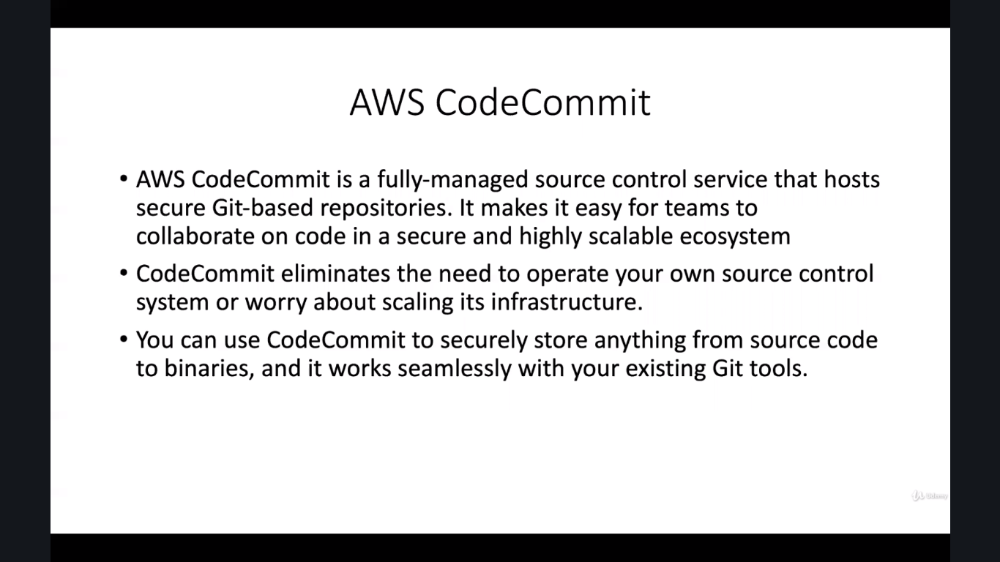 AWS CodeCommit
• AWS CodeCommit is a fully-managed source control service that hosts
secure Git-based repositories. It makes it easy for teams to
collaborate on code in a secure and highly scalable ecosystem
• CodeCommit eliminates the need to operate your own source control
system or worry about scaling its infrastructure.
• You can use CodeCommit to securely store anything from source code
to binaries, and it works seamlessly with your existing Git tools.
Udemy